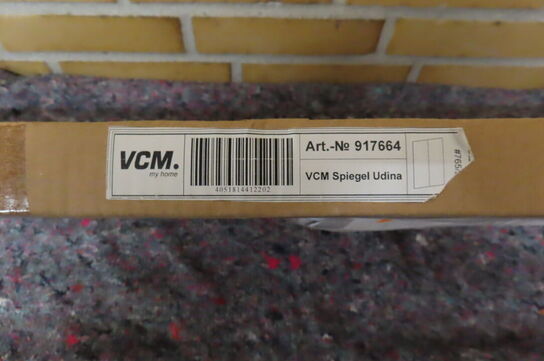 VCM.
my home
4051814412202
Art.-№ 917664
VCM Spiegel Udina